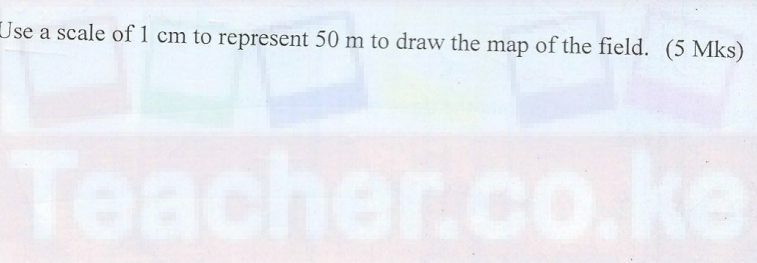 Use a scale of 1 cm to represent 50 m to draw the map of the field. (5 Mks)
Teacher.co.ke